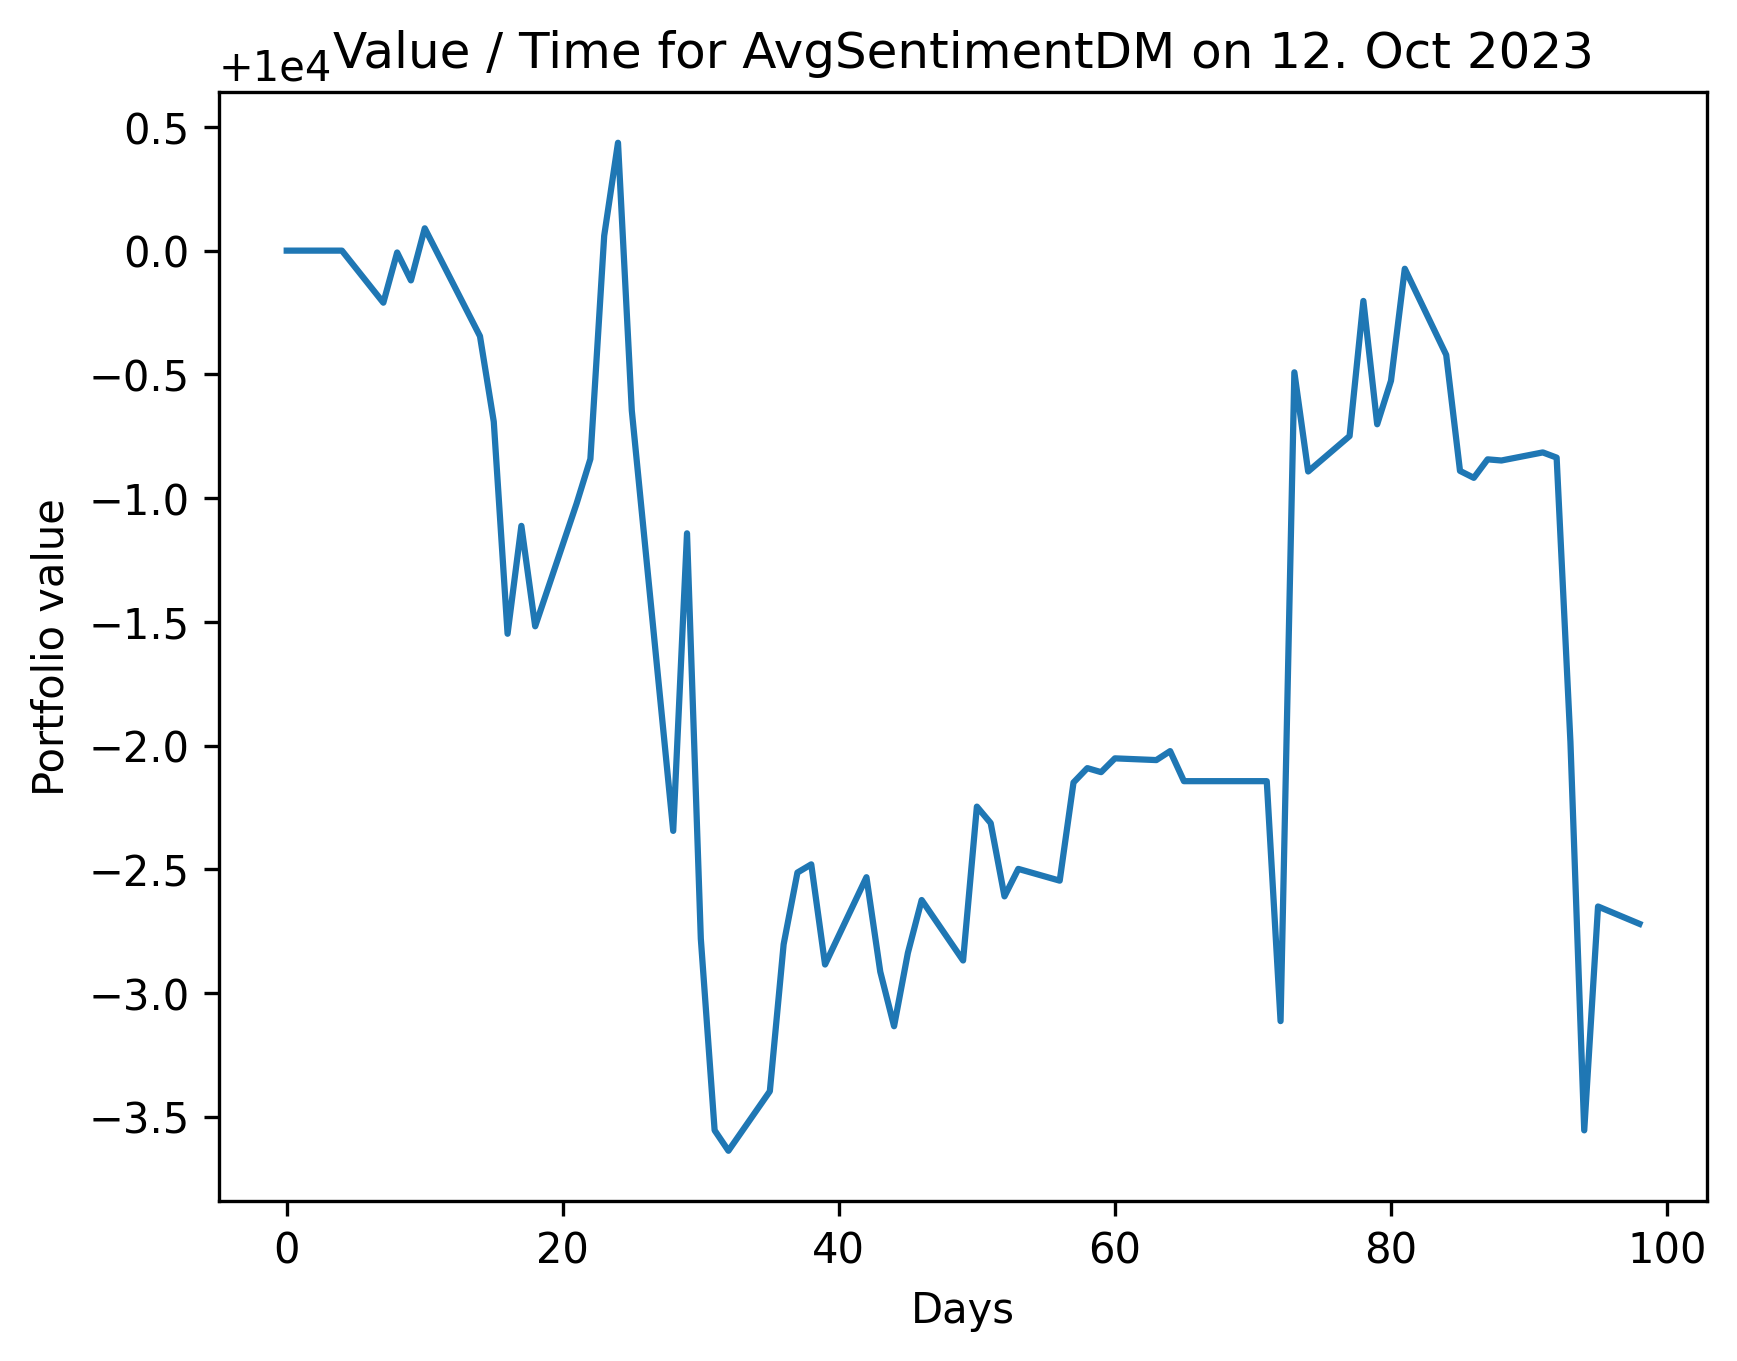 Value / Time for AvgSentimentDM on 12. Oct 2023
+1e4
0.5
0.0
−0.5
−1.0
−1.5
−2.0
−2.5
−3.0
−3.5
Portfolio value
0 20 40 60 80 100
Days